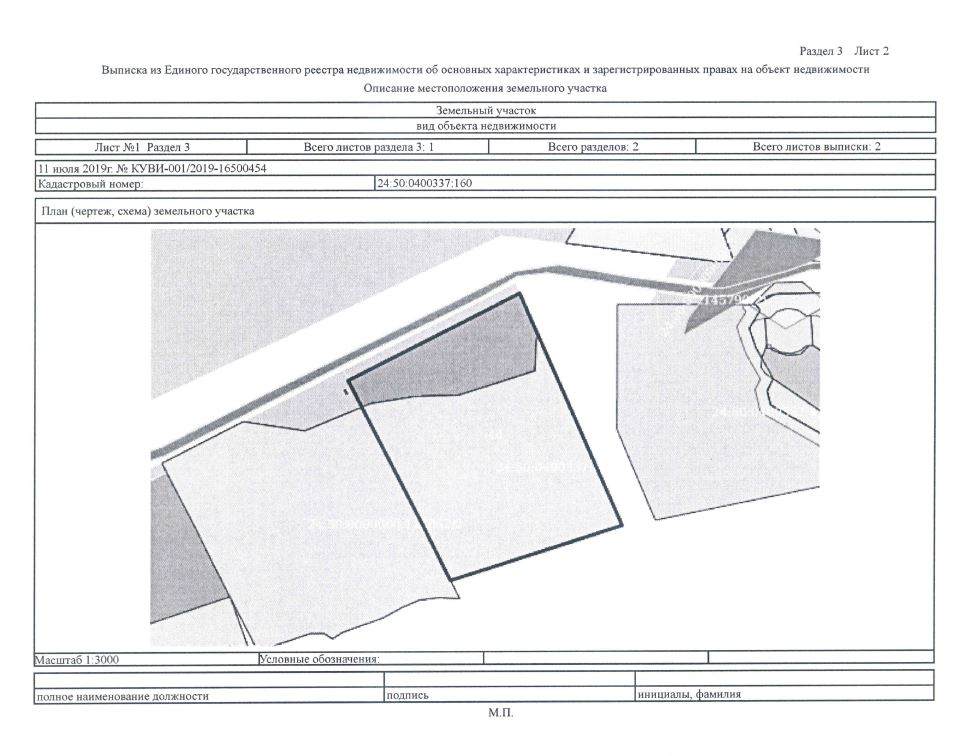 Раздел 3 Лист 2
Выписка из Единого государственного реестра недвижимости об основных характеристиках и зарегистрированных правах на объект недвижимости
Описание местоположения земельного участка
Земельный участок
вид объекта недвижимости
Лист №1 Раздел 3 Всего листов раздела 3: 1 Всего разделов: 2 Всего листов выписки: 2
11 июля 2019г. № КУВИ-001/2019-16500454
Кадастровый номер: 24:50:0400337:160
План (чертеж, схема) земельного участка
Масштаб 1:3000 Условные обозначения:
полное наименование должности подпись инициалы, фамилия
М.П.